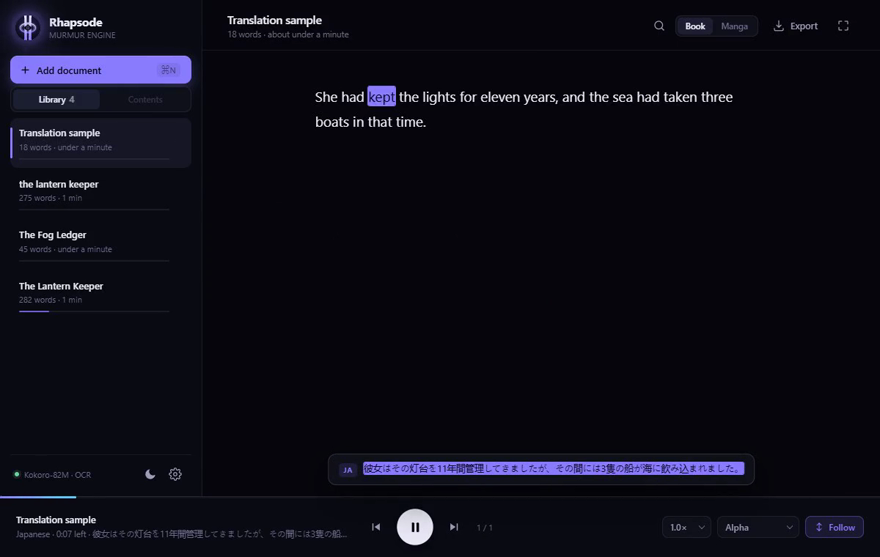 Rhapsode
MURMUR ENGINE
Add document
⌘N
Library 4
Contents
Translation sample
18 words · under a minute
the lantern keeper
275 words · 1 min
The Fog Ledger
45 words · under a minute
The Lantern Keeper
282 words · 1 min
Kokoro-82M · OCR
Translation sample
18 words · about under a minute
Book
Manga
Export
She had kept the lights for eleven years, and the sea had taken three
boats in that time.
JA
彼女はその灯台を11年間管理してきましたが、その間には3隻の船が海に飲み込まれました。
Translation sample
Japanese · 0:07 left · 彼女はその灯台を11年間管理してきましたが、その間には3隻の船...
1 / 1
1.0×
Alpha
Follow